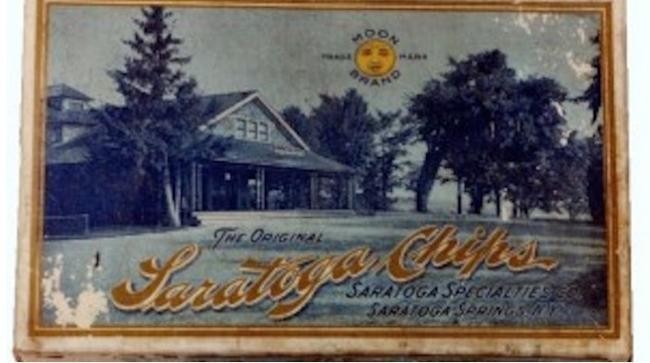 MOON
TRADE MARK
BRAND
THE ORIGINAL
Saratoga Chips
SARATOGA SPECIALTIES CO.
SARATOGA SPRINGS, N.Y.